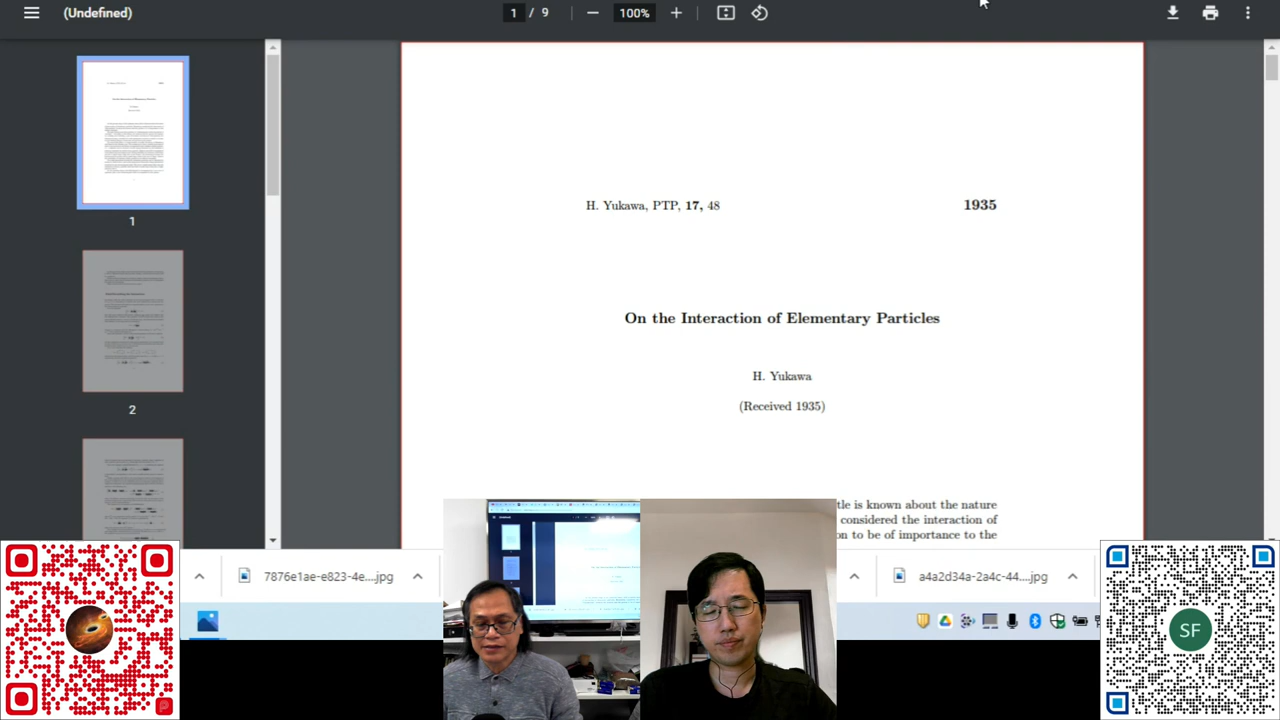 (Undefined)
1 / 9
100%
1
2
H. Yukawa, PTP, 17, 48
1935
On the Interaction of Elementary Particles
H. Yukawa
(Received 1935)
is known about the nature
considered the interaction of
to be of importance to the
7876e1ae-e823-4e....jpg
a4a2d34a-2a4c-44....jpg
SF